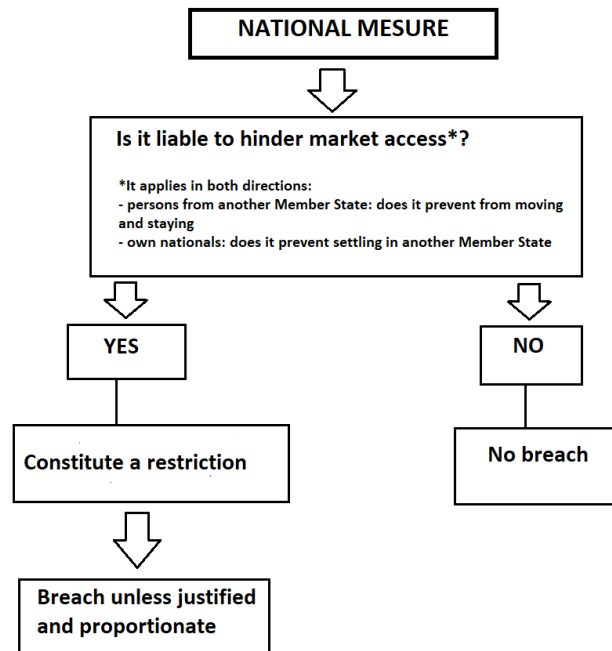 NATIONAL MESURE
Is it liable to hinder market access*?
*It applies in both directions:
- persons from another Member State: does it prevent from moving
and staying
- own nationals: does it prevent settling in another Member State
YES
NO
Constitute a restriction
No breach
Breach unless justified
and proportionate